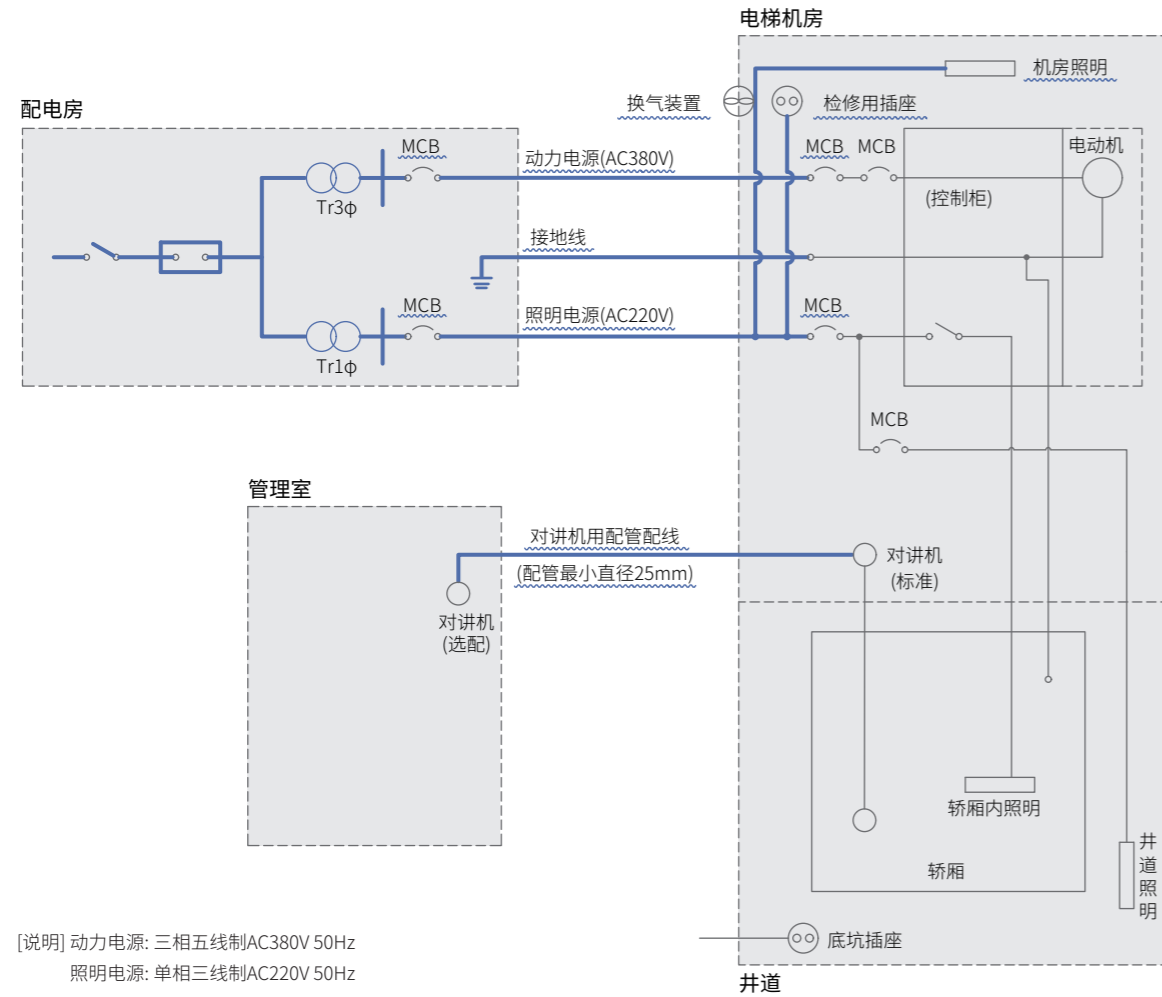 电梯机房
机房照明
换气装置
检修用插座
配电房
MCB
动力电源(AC380V)
MCB
MCB
电动机
Tr3φ
(控制柜)
接地线
MCB
照明电源(AC220V)
MCB
Tr1φ
MCB
管理室
对讲机用配管配线
(配管最小直径25mm)
对讲机
(标准)
对讲机
(选配)
轿厢内照明
轿厢
井道照明
底坑插座
[说明] 动力电源: 三相五线制AC380V 50Hz
照明电源: 单相三线制AC220V 50Hz
井道